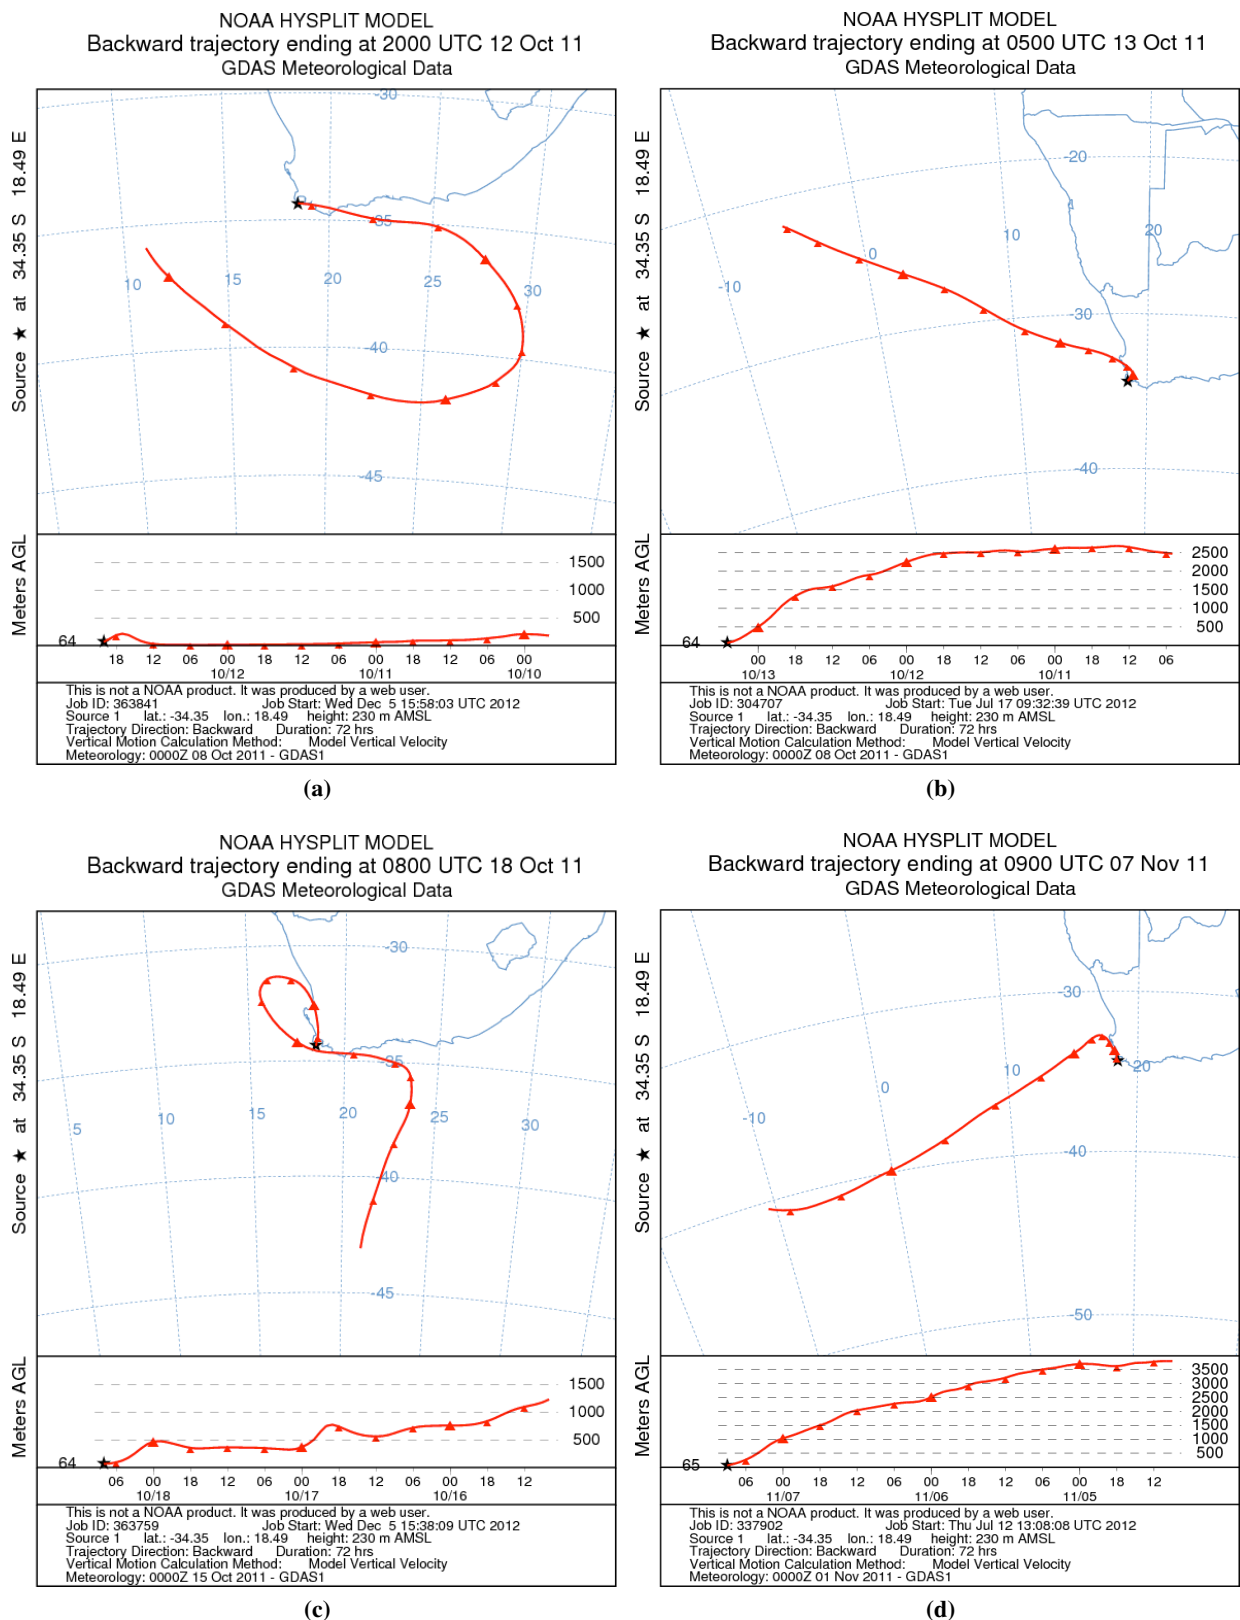 NOAA HYSPLIT MODEL
Backward trajectory ending at 2000 UTC 12 Oct 11
GDAS Meteorological Data
Source ★ at 34.35 S 18.49 E
-30
-35
10
15
20
25
30
-40
-45
Meters AGL
1500
1000
500
64
18 12 06 00 18 12 06 00 18 12 06 00
10/12 10/11 10/10
This is not a NOAA product. It was produced by a web user.
Job ID: 363841 Job Start: Wed Dec 5 15:58:03 UTC 2012
Source 1 lat.: -34.35 lon.: 18.49 height: 230 m AMSL
Trajectory Direction: Backward Duration: 72 hrs
Vertical Motion Calculation Method: Model Vertical Velocity
Meteorology: 0000Z 08 Oct 2011 - GDAS1
(a)
NOAA HYSPLIT MODEL
Backward trajectory ending at 0500 UTC 13 Oct 11
GDAS Meteorological Data
Source ★ at 34.35 S 18.49 E
-20
20
10
0
-10
-30
-40
Meters AGL
2500
2000
1500
1000
500
64
00 18 12 06 00 18 12 06 00 18 12 06
10/13 10/12 10/11
This is not a NOAA product. It was produced by a web user.
Job ID: 304707 Job Start: Tue Jul 17 09:32:39 UTC 2012
Source 1 lat.: -34.35 lon.: 18.49 height: 230 m AMSL
Trajectory Direction: Backward Duration: 72 hrs
Vertical Motion Calculation Method: Model Vertical Velocity
Meteorology: 0000Z 08 Oct 2011 - GDAS1
(b)
NOAA HYSPLIT MODEL
Backward trajectory ending at 0800 UTC 18 Oct 11
GDAS Meteorological Data
Source ★ at 34.35 S 18.49 E
-30
-35
5
10
15
20
25
30
-40
-45
Meters AGL
1500
1000
500
64
06 00 18 12 06 00 18 12 06 00 18 12
10/18 10/17 10/16
This is not a NOAA product. It was produced by a web user.
Job ID: 363759 Job Start: Wed Dec 5 15:38:09 UTC 2012
Source 1 lat.: -34.35 lon.: 18.49 height: 230 m AMSL
Trajectory Direction: Backward Duration: 72 hrs
Vertical Motion Calculation Method: Model Vertical Velocity
Meteorology: 0000Z 15 Oct 2011 - GDAS1
(c)
NOAA HYSPLIT MODEL
Backward trajectory ending at 0900 UTC 07 Nov 11
GDAS Meteorological Data
Source ★ at 34.35 S 18.49 E
-30
20
10
0
-10
-40
-50
Meters AGL
3500
3000
2500
2000
1500
1000
500
65
06 00 18 12 06 00 18 12 06 00 18 12
11/07 11/06 11/05
This is not a NOAA product. It was produced by a web user.
Job ID: 337902 Job Start: Thu Jul 12 13:08:08 UTC 2012
Source 1 lat.: -34.35 lon.: 18.49 height: 230 m AMSL
Trajectory Direction: Backward Duration: 72 hrs
Vertical Motion Calculation Method: Model Vertical Velocity
Meteorology: 0000Z 01 Nov 2011 - GDAS1
(d)